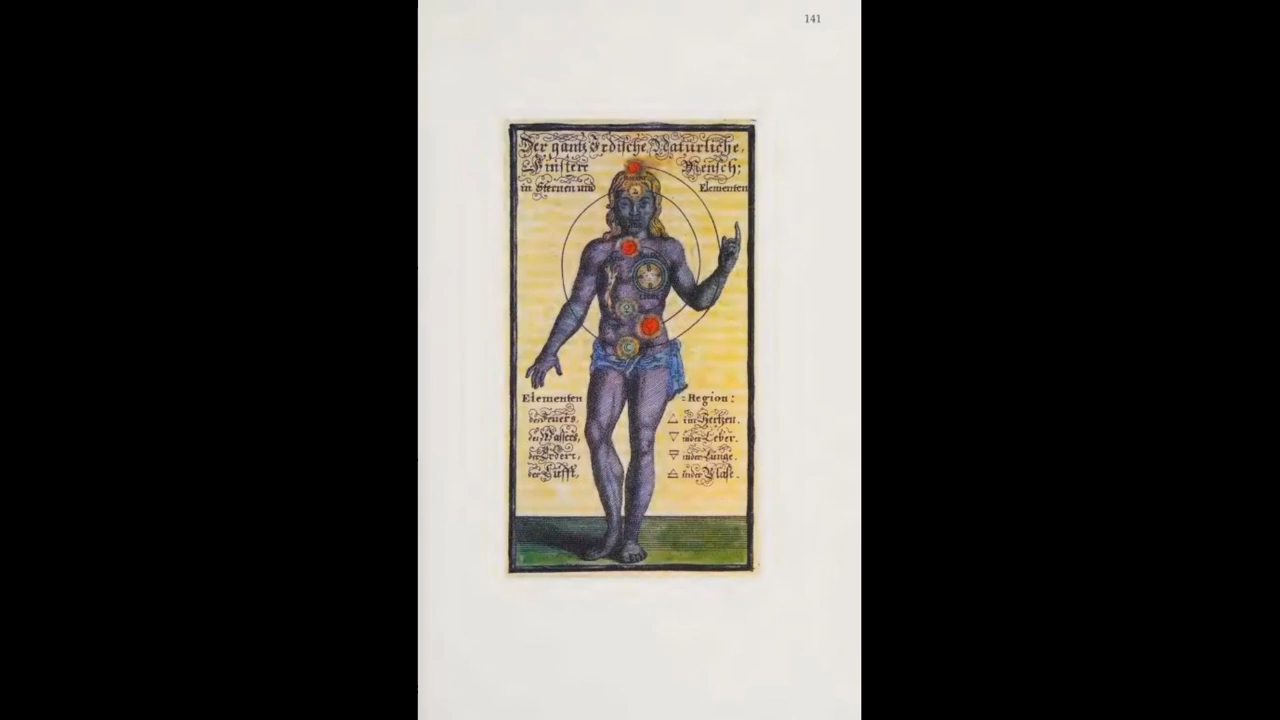 141
Der gantz Irdische Natürliche,
Finstere Mensch;
in Sternen und Elementen
Elementen =Region:
des Feuers, △ im Hertzen.
des Wassers, ▽ in der Leber.
der Erden, in der Lunge.
der Lufft, in der Blase.